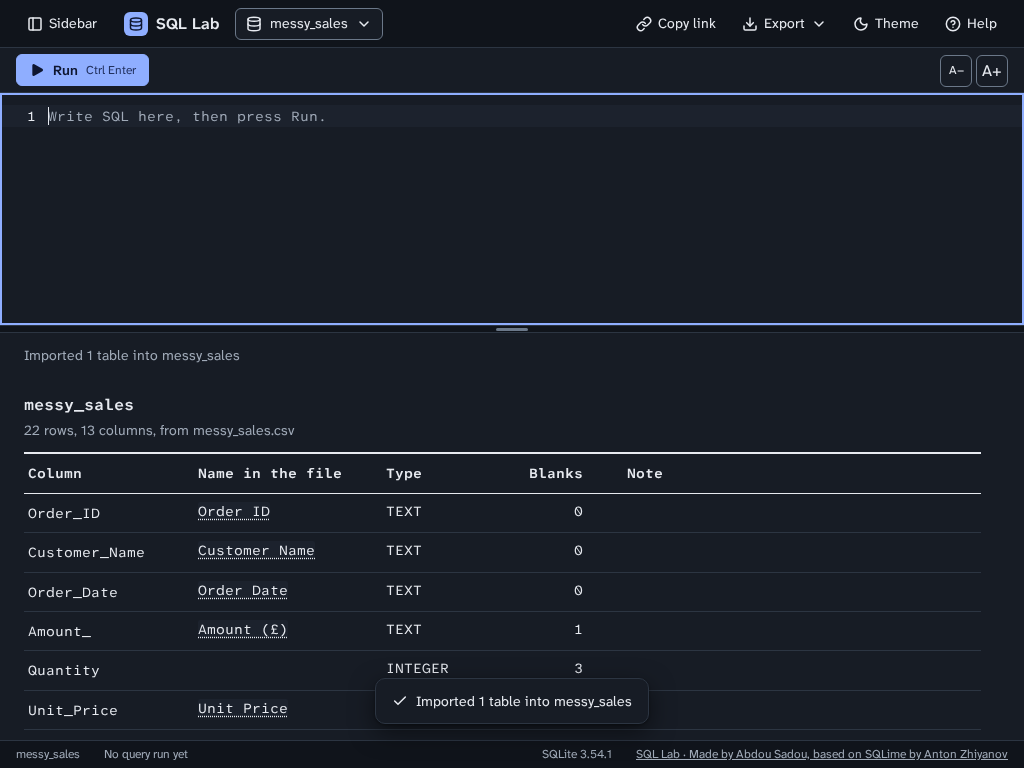 Sidebar SQL Lab messy_sales Copy link Export Theme Help
Run Ctrl Enter A− A+
1 Write SQL here, then press Run.
Imported 1 table into messy_sales
messy_sales
22 rows, 13 columns, from messy_sales.csv
Column Name in the file Type Blanks Note
Order_ID Order ID TEXT 0
Customer_Name Customer Name TEXT 0
Order_Date Order Date TEXT 0
Amount_ Amount (£) TEXT 1
Quantity INTEGER 3
Unit_Price Unit Price
Imported 1 table into messy_sales
messy_sales No query run yet SQLite 3.54.1 SQL Lab · Made by Abdou Sadou, based on SQLime by Anton Zhiyanov